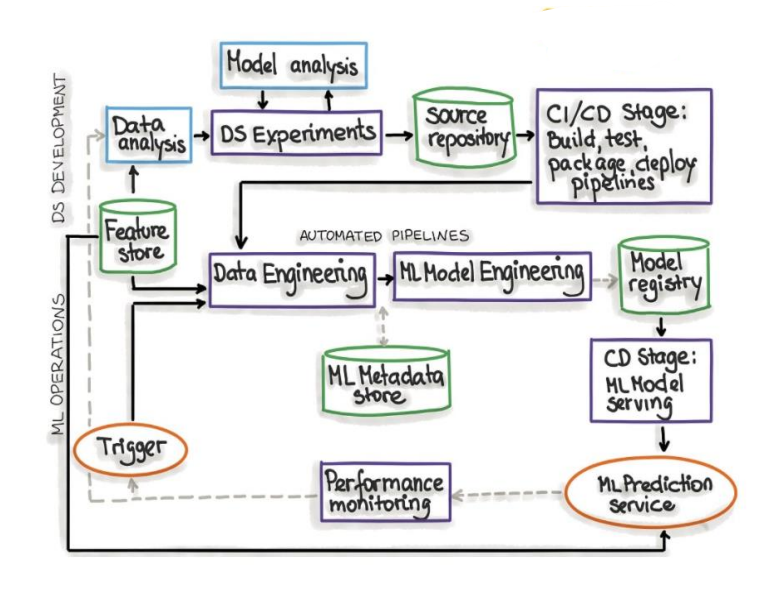 Model analysis
DS DEVELOPMENT
Data
analysis
DS Experiments
source
repository
CI/CD Stage:
Build, test,
package, deploy
pipelines
Feature
store
AUTOMATED PIPELINES
Data Engineering
ML Model Engineering
Model
registry
ML OPERATIONS
ML Metadata
store
CD Stage:
ML Model
serving
Trigger
Performance
monitoring
ML Prediction
service